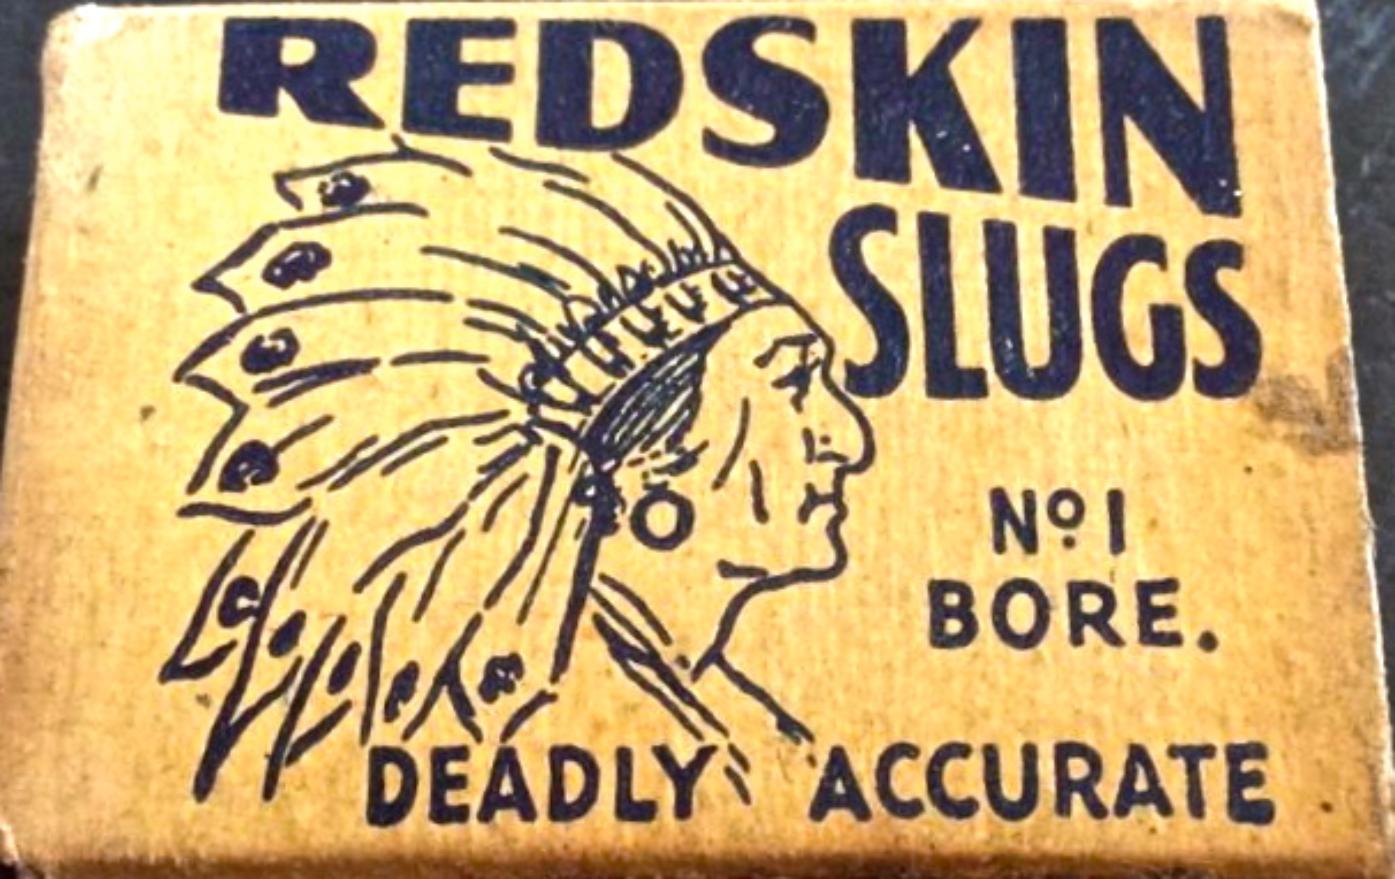 REDSKIN
SLUGS
Nº 1
BORE.
DEADLY ACCURATE